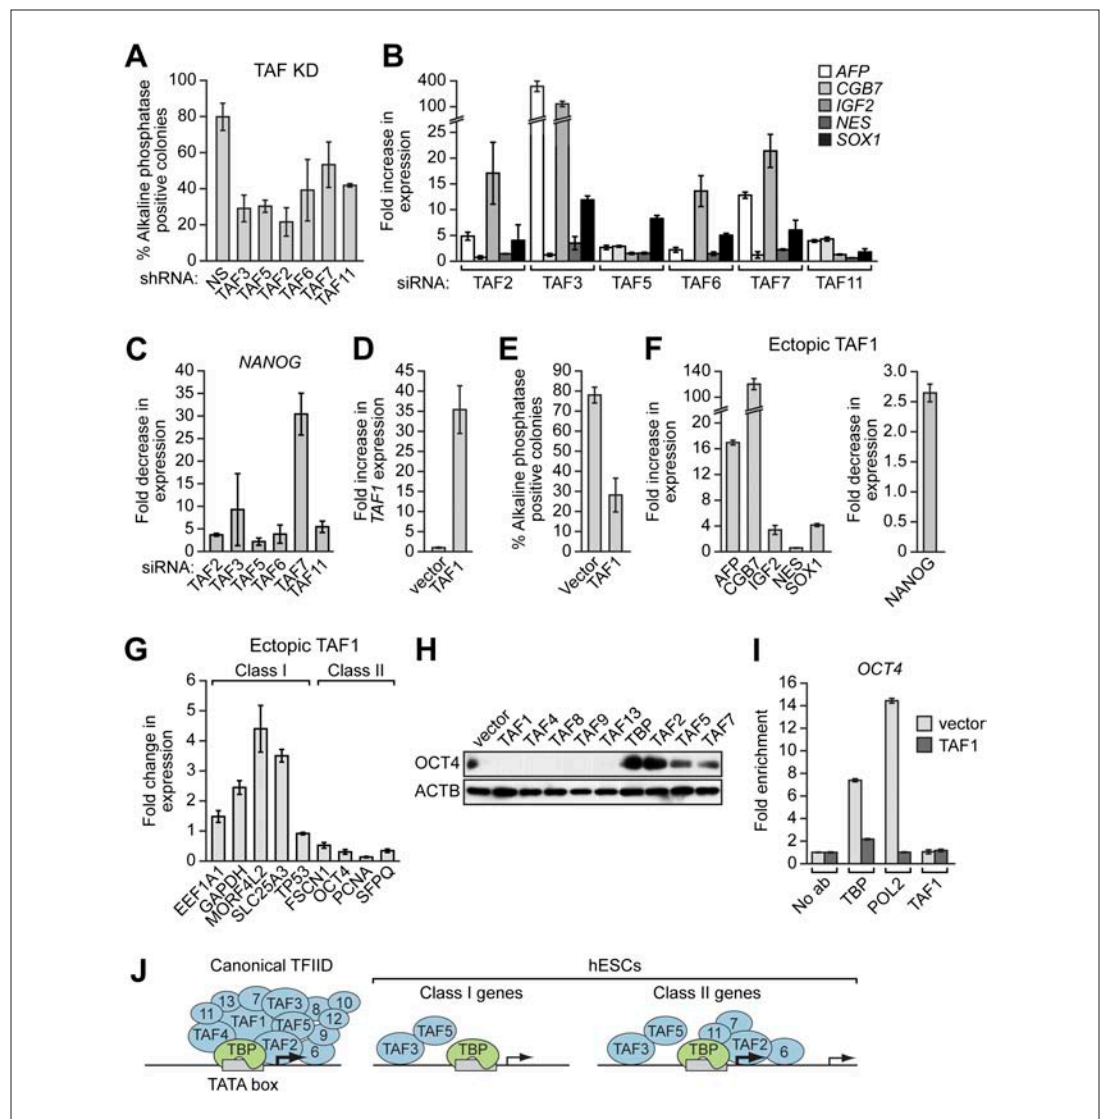 A
TAF KD
% Alkaline phosphatase
positive colonies
100
80
60
40
20
0
shRNA:
NS
TAF3
TAF5
TAF2
TAF6
TAF7
TAF11
B
Fold increase in
expression
400
100
25
20
15
10
5
0
AFP
CGB7
IGF2
NES
SOX1
siRNA:
TAF2
TAF3
TAF5
TAF6
TAF7
TAF11
C
NANOG
Fold decrease in
expression
40
35
30
25
20
15
10
5
0
siRNA:
TAF2
TAF3
TAF5
TAF6
TAF7
TAF11
D
Fold increase in
TAF1 expression
45
40
35
30
25
20
15
10
5
0
vector
TAF1
E
% Alkaline phosphatase
positive colonies
90
80
70
60
50
40
30
20
10
0
Vector
TAF1
F
Ectopic TAF1
Fold increase in
expression
140
100
20
16
12
8
4
0
AFP
CGB7
IGF2
NES
SOX1
Fold decrease in
expression
3.0
2.5
2.0
1.5
1.0
0.5
0
NANOG
G
Ectopic TAF1
Class I
Class II
Fold change in
expression
6
5
4
3
2
1
0
EEF1A1
GAPDH
MORF4L2
SLC25A3
TP53
FSCN1
OCT4
PCNA
SFPQ
H
vector
TAF1
TAF4
TAF8
TAF9
TAF13
TBP
TAF2
TAF5
TAF7
OCT4
ACTB
I
OCT4
Fold enrichment
16
14
12
10
8
6
4
2
0
vector
TAF1
No ab
TBP
POL2
TAF1
J
Canonical TFIID
11
13
7
TAF3
8
10
12
TAF1
TAF5
9
TAF4
TBP
TAF2
6
TATA box
hESCs
Class I genes
TAF3
TAF5
TBP
Class II genes
TAF3
TAF5
11
7
TBP
TAF2
6